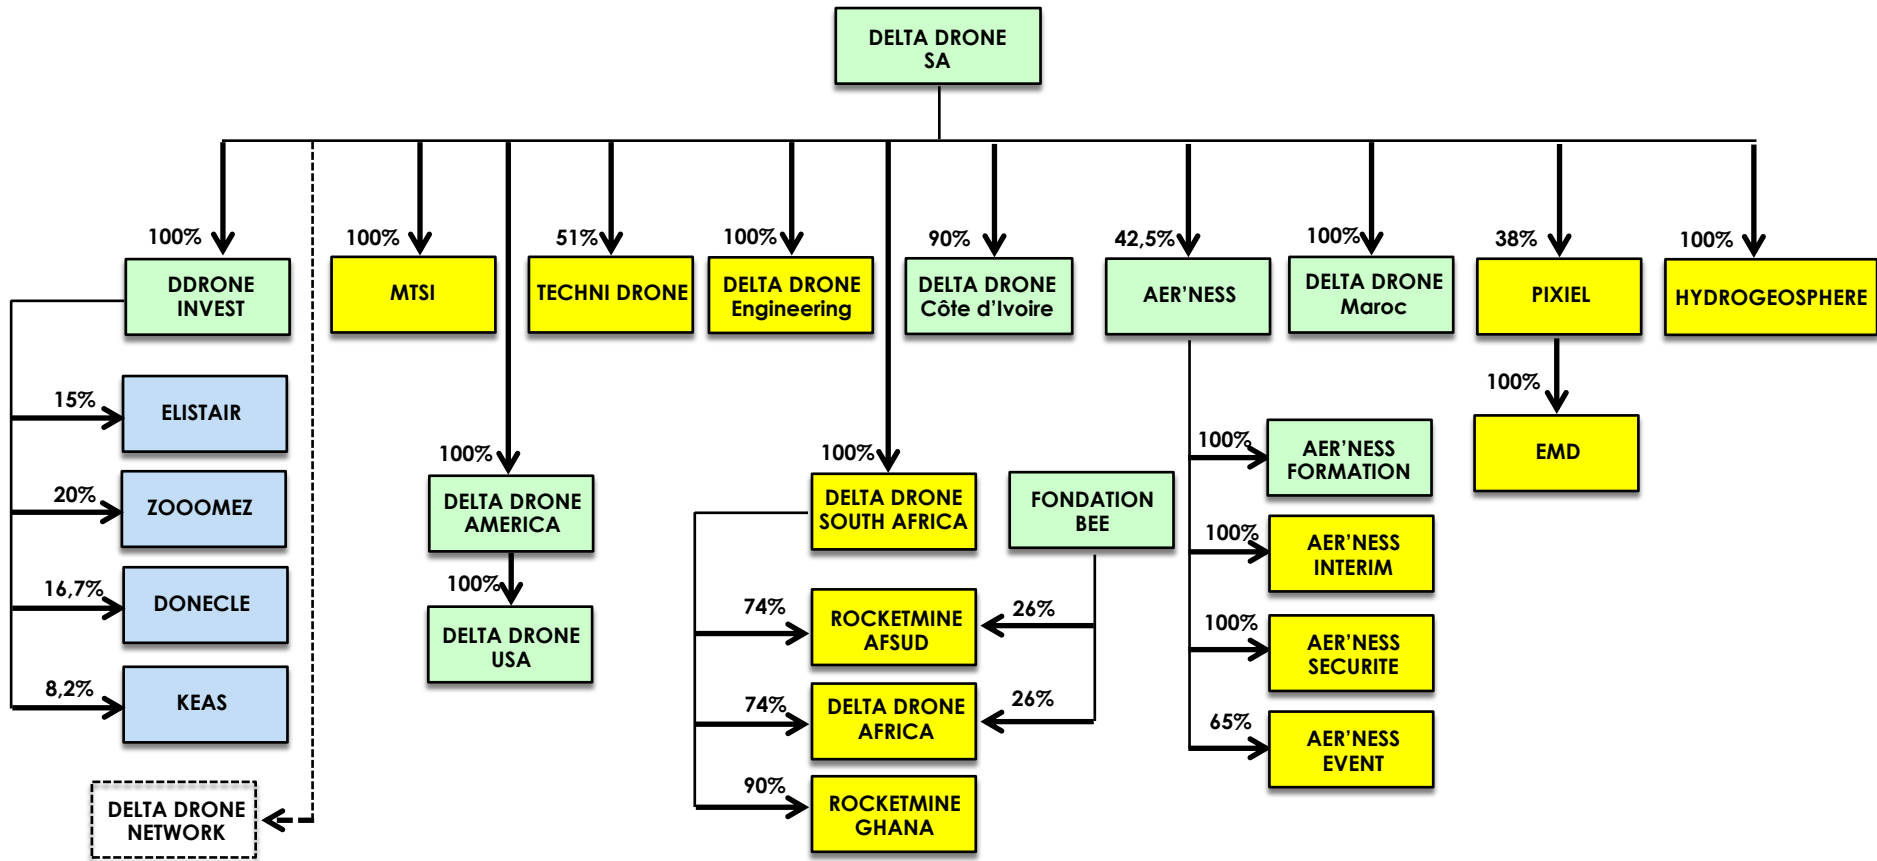 DELTA DRONE
SA
100%
100%
51%
100%
90%
42,5%
100%
38%
100%
DDRONE
INVEST
MTSI
TECHNI DRONE
DELTA DRONE
Engineering
DELTA DRONE
Côte d'Ivoire
AER'NESS
DELTA DRONE
Maroc
PIXIEL
HYDROGEOSPHERE
15%
ELISTAIR
20%
ZOOOMEZ
16,7%
DONECLE
8,2%
KEAS
DELTA DRONE
NETWORK
100%
DELTA DRONE
AMERICA
100%
DELTA DRONE
USA
100%
DELTA DRONE
SOUTH AFRICA
FONDATION
BEE
74%
ROCKETMINE
AFSUD
26%
74%
DELTA DRONE
AFRICA
26%
90%
ROCKETMINE
GHANA
100%
AER'NESS
FORMATION
100%
AER'NESS
INTERIM
100%
AER'NESS
SECURITE
65%
AER'NESS
EVENT
100%
EMD